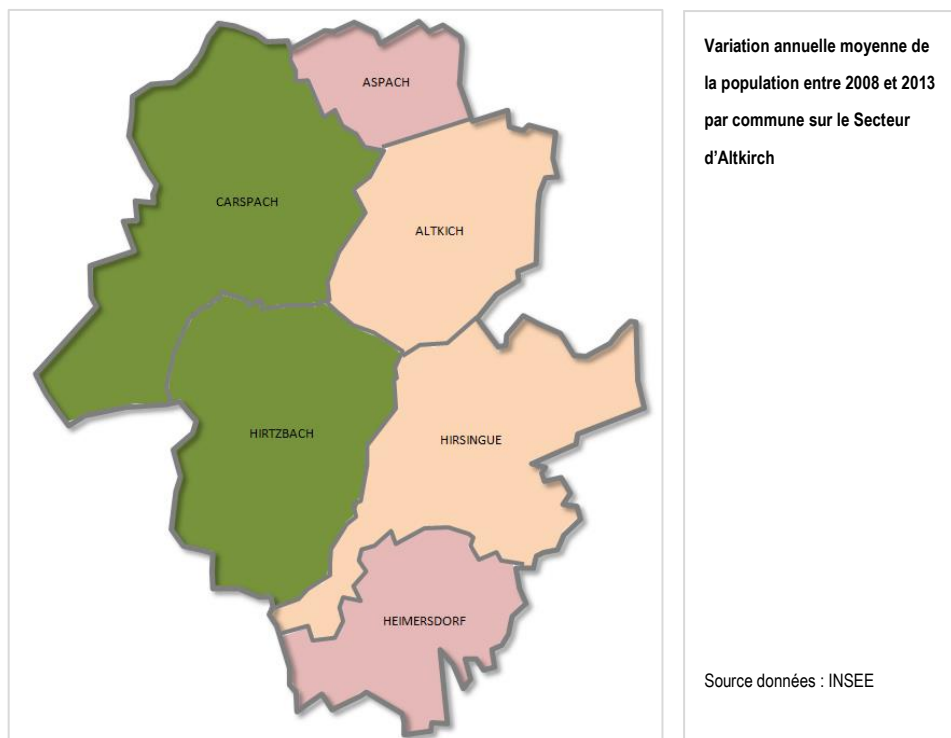 ASPACH
CARSPACH
ALTKICH
HIRTZBACH
HIRSINGUE
HEIMERSDORF
Variation annuelle moyenne de
la population entre 2008 et 2013
par commune sur le Secteur
d’Altkirch
Source données : INSEE